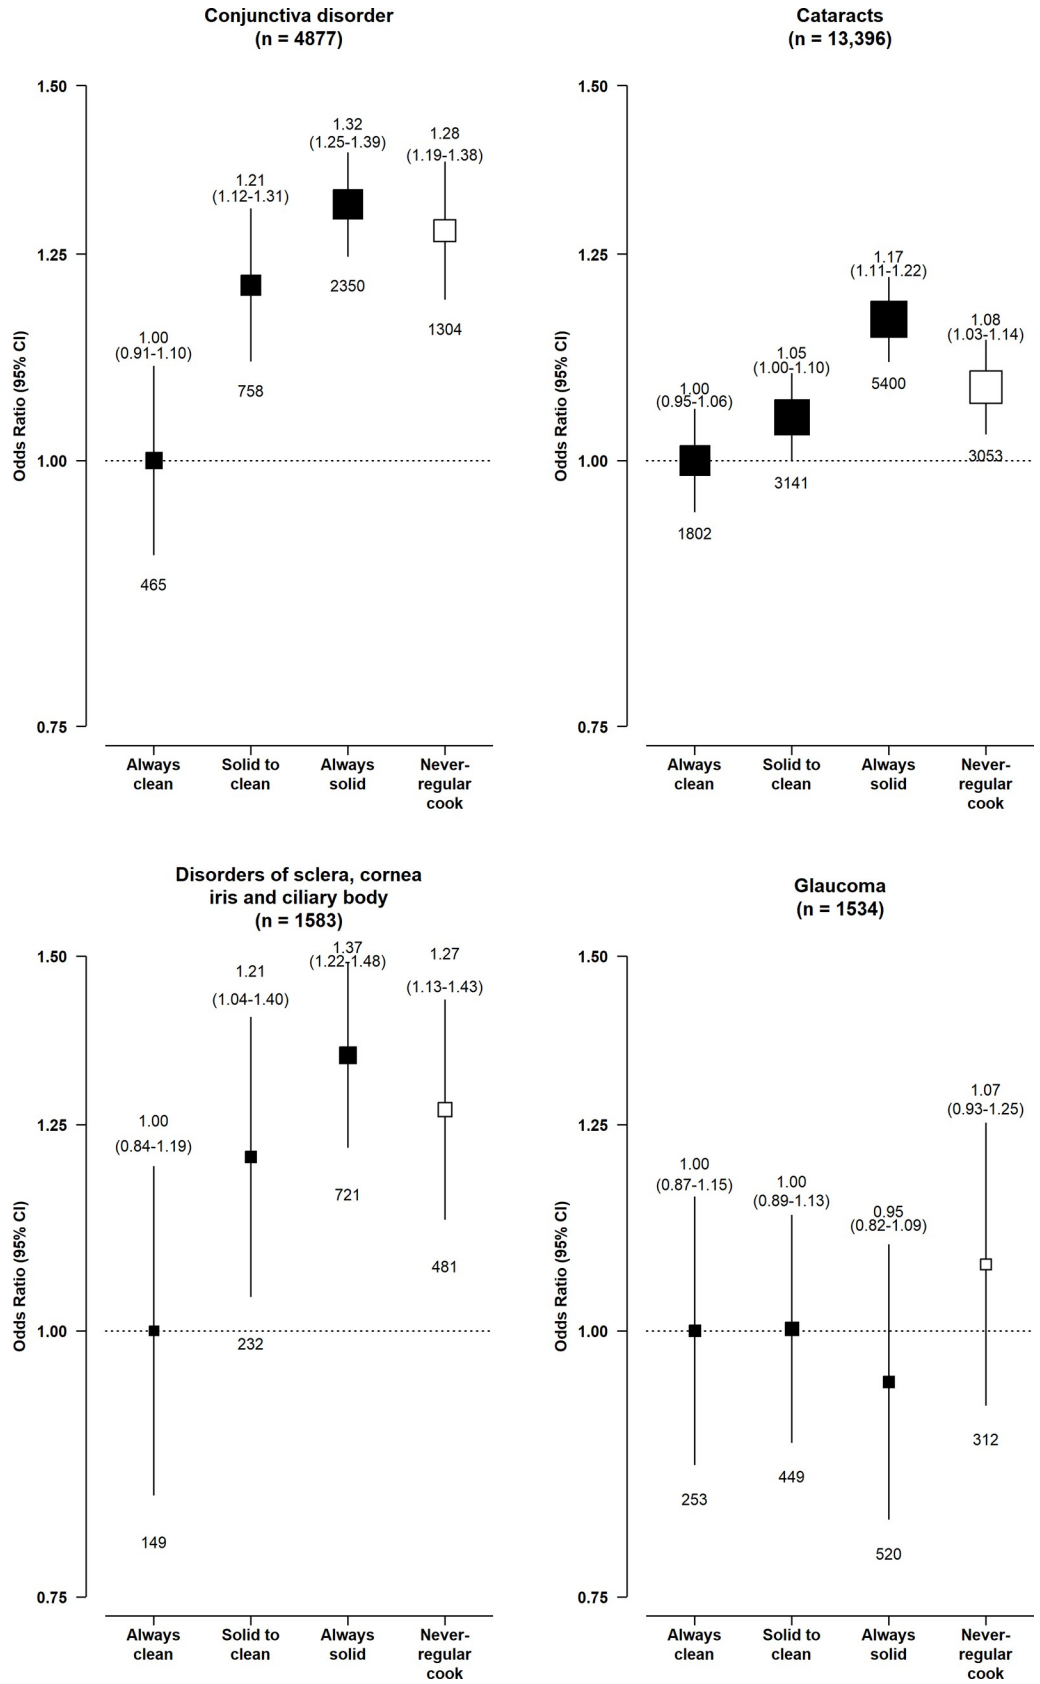 Conjunctiva disorder
(n = 4877)
1.50
1.25
1.00
0.75
Odds Ratio (95% CI)
1.00
(0.91-1.10)
465
1.21
(1.12-1.31)
758
1.32
(1.25-1.39)
2350
1.28
(1.19-1.38)
1304
Always
clean
Solid to
clean
Always
solid
Never-
regular
cook
Cataracts
(n = 13,396)
1.50
1.25
1.00
0.75
Odds Ratio (95% CI)
1.00
(0.95-1.06)
1802
1.05
(1.00-1.10)
3141
1.17
(1.11-1.22)
5400
1.08
(1.03-1.14)
3053
Always
clean
Solid to
clean
Always
solid
Never-
regular
cook
Disorders of sclera, cornea
iris and ciliary body
(n = 1583)
1.50
1.25
1.00
0.75
Odds Ratio (95% CI)
1.00
(0.84-1.19)
149
1.21
(1.04-1.40)
232
1.37
(1.22-1.48)
721
1.27
(1.13-1.43)
481
Always
clean
Solid to
clean
Always
solid
Never-
regular
cook
Glaucoma
(n = 1534)
1.50
1.25
1.00
0.75
Odds Ratio (95% CI)
1.00
(0.87-1.15)
253
1.00
(0.89-1.13)
449
0.95
(0.82-1.09)
520
1.07
(0.93-1.25)
312
Always
clean
Solid to
clean
Always
solid
Never-
regular
cook